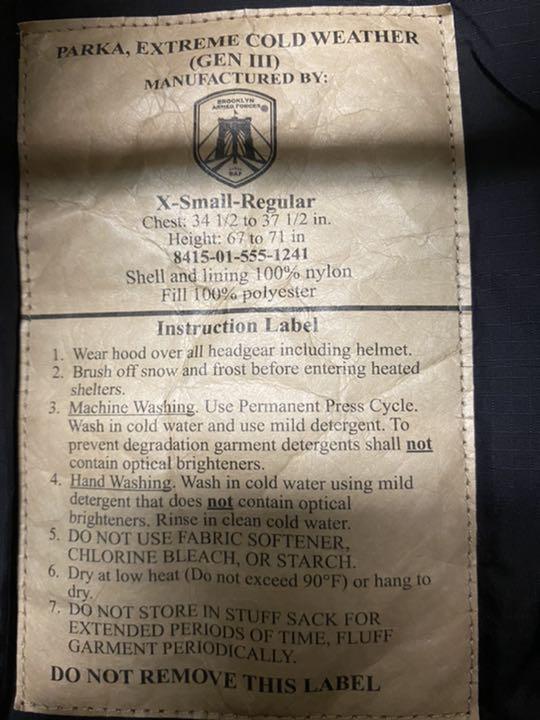 PARKA, EXTREME COLD WEATHER
(GEN III)
MANUFACTURED BY:
BROOKLYN
ARMED FORCES
BAF
X-Small-Regular
Chest: 34 1/2 to 37 1/2 in.
Height: 67 to 71 in
8415-01-555-1241
Shell and lining 100% nylon
Fill 100% polyester
Instruction Label
1. Wear hood over all headgear including helmet.
2. Brush off snow and frost before entering heated
shelters.
3. Machine Washing. Use Permanent Press Cycle.
Wash in cold water and use mild detergent. To
prevent degradation garment detergents shall not
contain optical brighteners.
4. Hand Washing. Wash in cold water using mild
detergent that does not contain optical
brighteners. Rinse in clean cold water.
5. DO NOT USE FABRIC SOFTENER,
CHLORINE BLEACH, OR STARCH.
6. Dry at low heat (Do not exceed 90°F) or hang to
dry.
7. DO NOT STORE IN STUFF SACK FOR
EXTENDED PERIODS OF TIME, FLUFF
GARMENT PERIODICALLY.
DO NOT REMOVE THIS LABEL